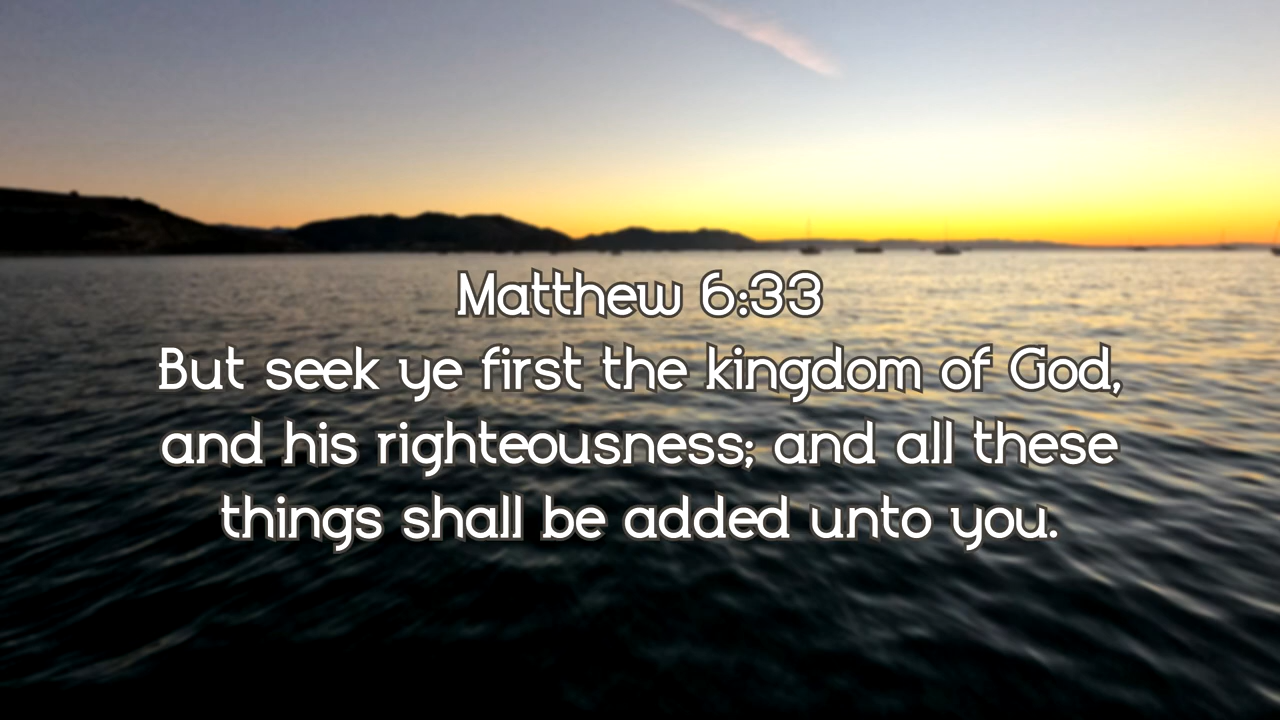 Matthew 6:33
But seek ye first the kingdom of God,
and his righteousness; and all these
things shall be added unto you.